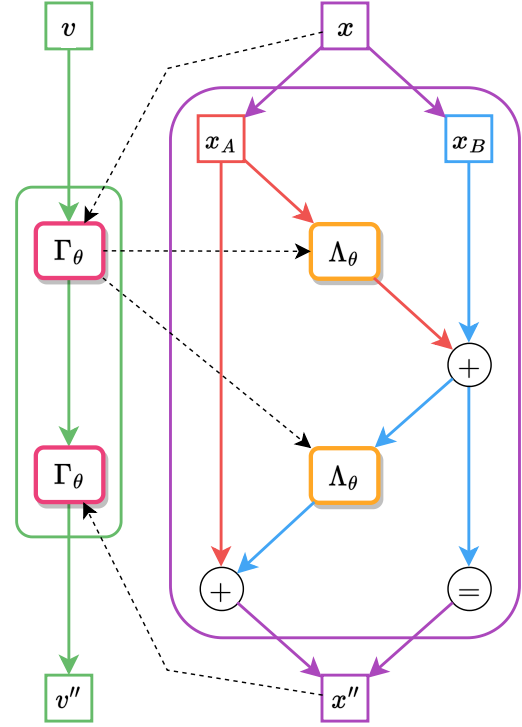 v x
x_A x_B
Γ_θ Λ_θ
+
Γ_θ Λ_θ
+ =
v″ x″